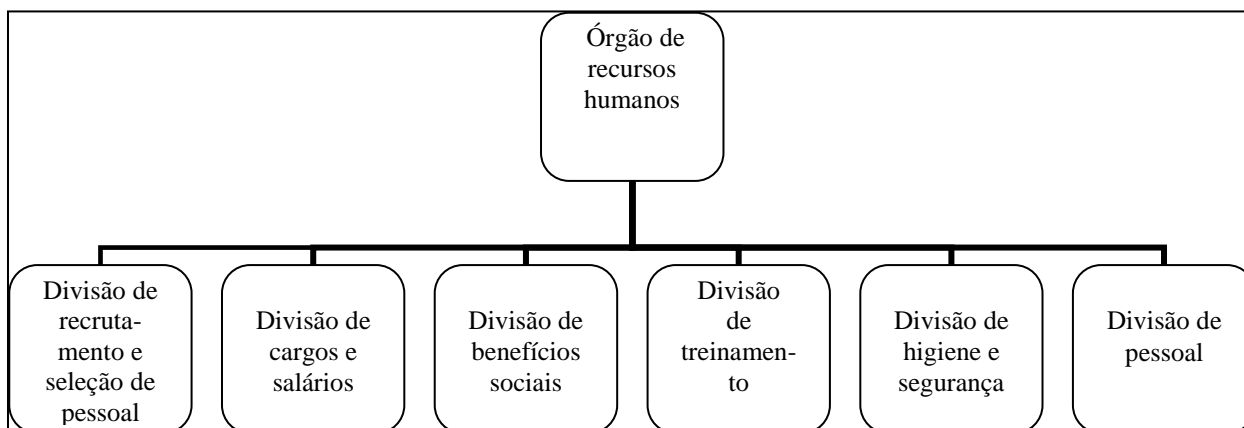 Órgão de
recursos
humanos
Divisão de
recruta-
mento e
seleção de
pessoal
Divisão de
cargos e
salários
Divisão de
benefícios
sociais
Divisão
de
treinamen-
to
Divisão de
higiene e
segurança
Divisão de
pessoal